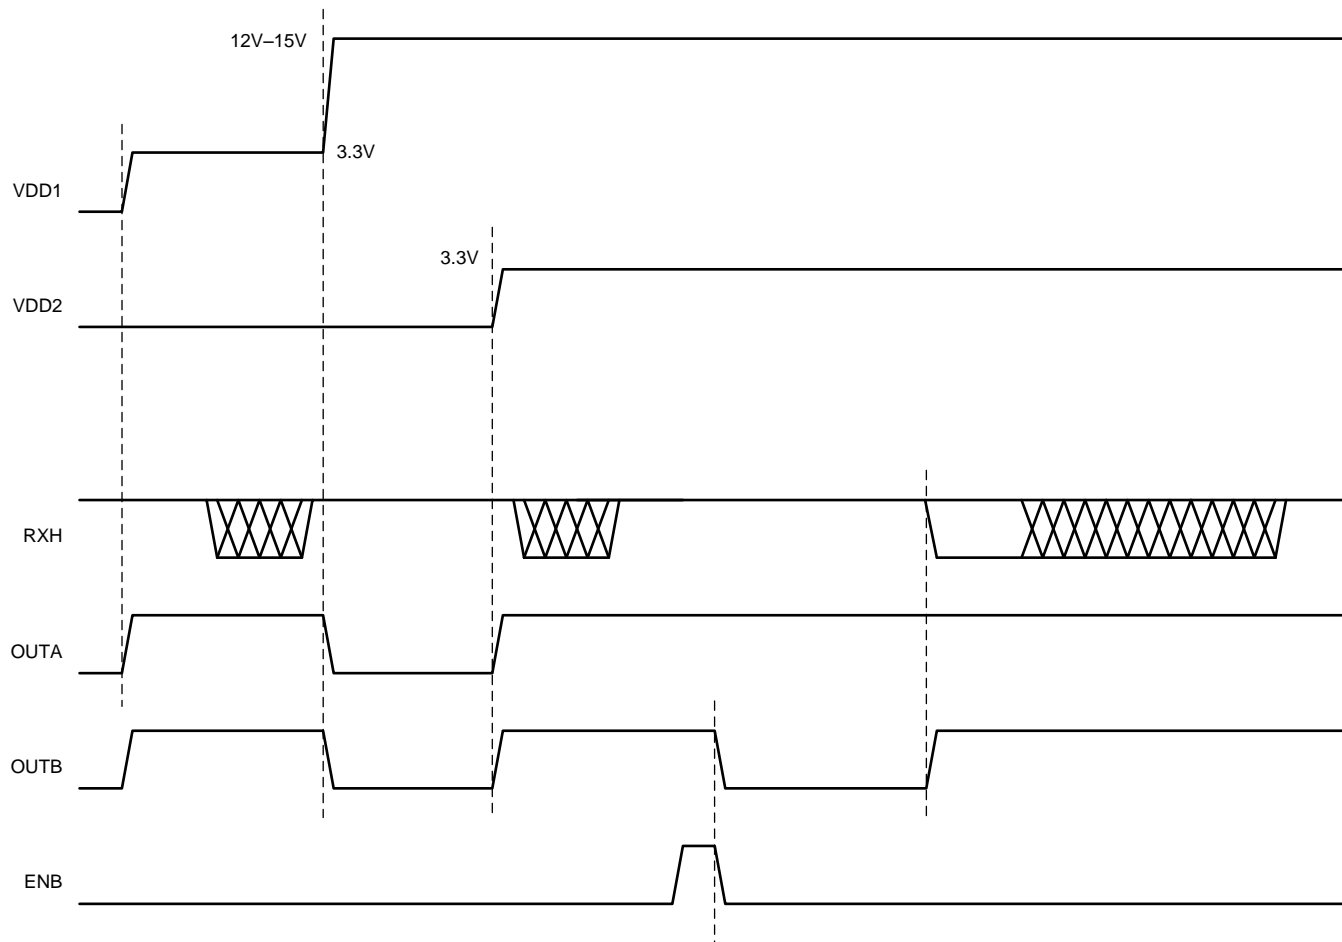 12V–15V
3.3V
VDD1
3.3V
VDD2
RXH
OUTA
OUTB
ENB